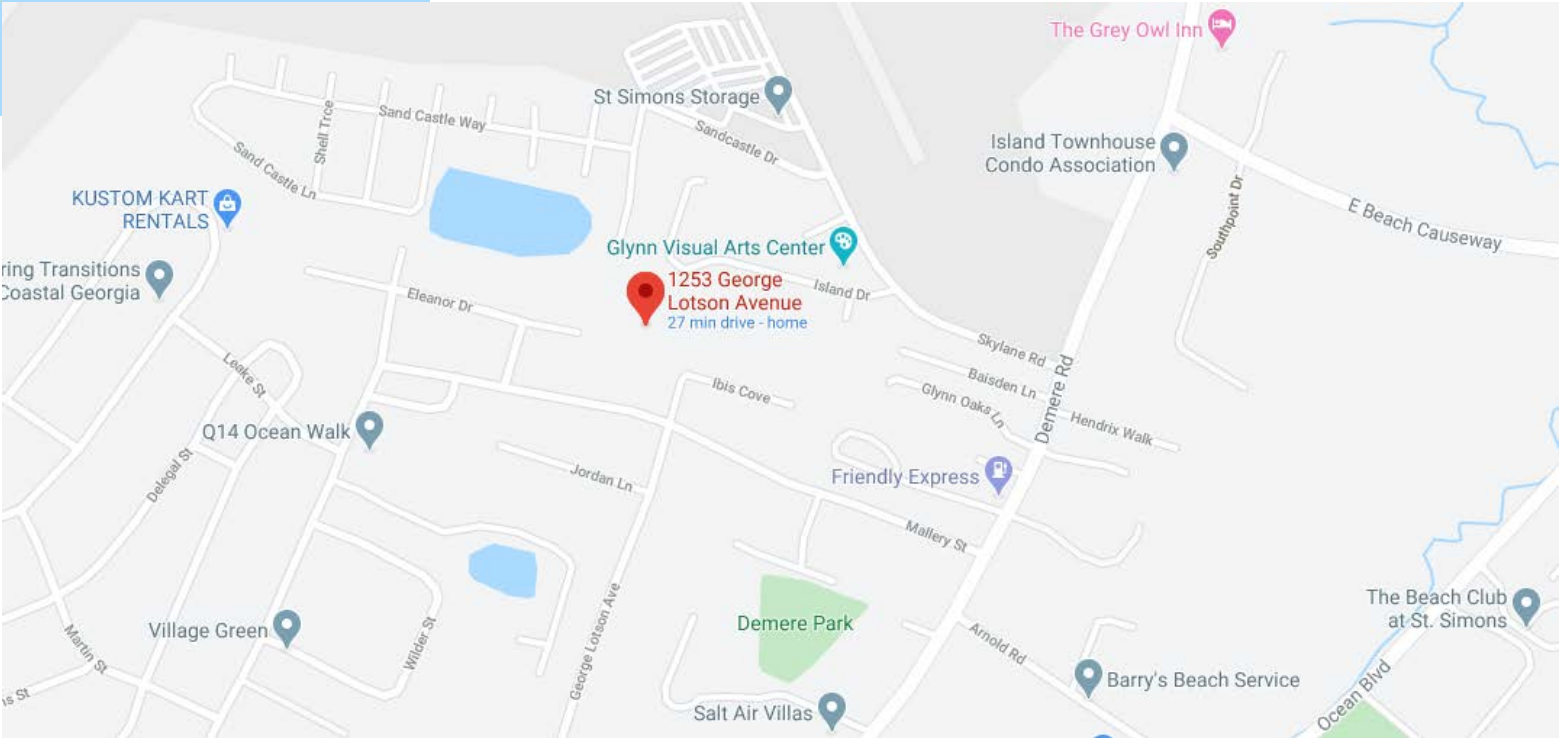 The Grey Owl Inn
St Simons Storage
Sand Castle Way
Shell Trce
Sandcastle Dr
Island Townhouse
Condo Association
Sand Castle Ln
KUSTOM KART
RENTALS
Southpoint Dr
E Beach Causeway
Glynn Visual Arts Center
ring Transitions
Coastal Georgia
1253 George
Lotson Avenue
27 min drive - home
Island Dr
Eleanor Dr
Skylane Rd
Leake St
Ibis Cove
Baisden Ln
Glynn Oaks Ln
Demere Rd
Hendrix Walk
Q14 Ocean Walk
Delegal St
Jordan Ln
Friendly Express
Mallery St
George Lotson Ave
Demere Park
The Beach Club
at St. Simons
Village Green
Martin St
Wilder St
Arnold Rd
Barry's Beach Service
Ocean Blvd
Salt Air Villas
is St